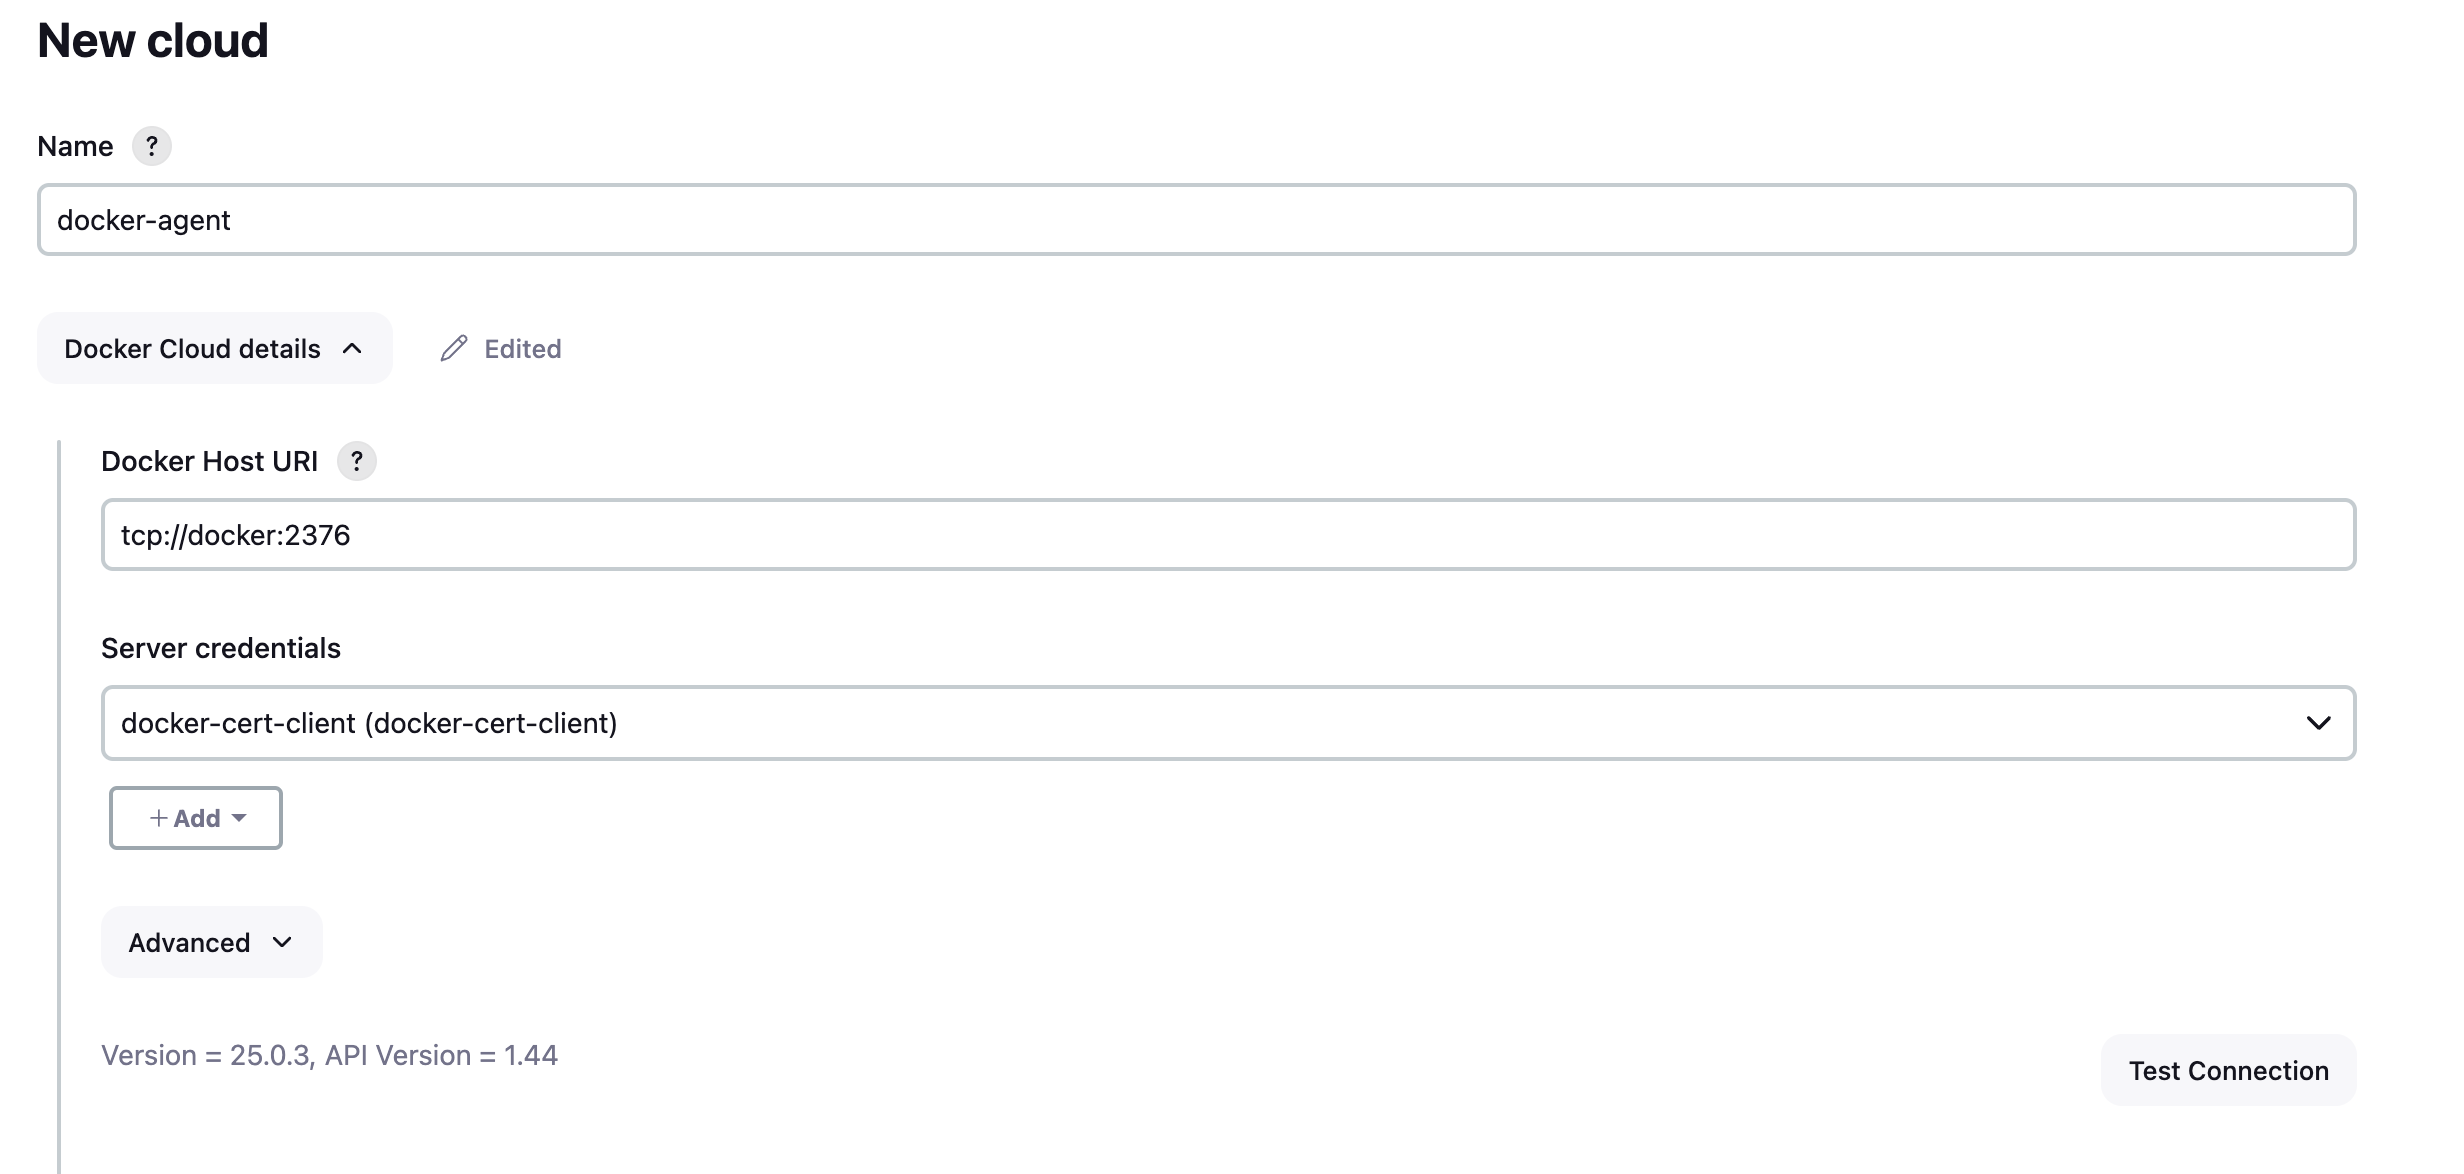 New cloud
Name ?
docker-agent
Docker Cloud details Edited
Docker Host URI ?
tcp://docker:2376
Server credentials
docker-cert-client (docker-cert-client)
+ Add
Advanced
Version = 25.0.3, API Version = 1.44
Test Connection